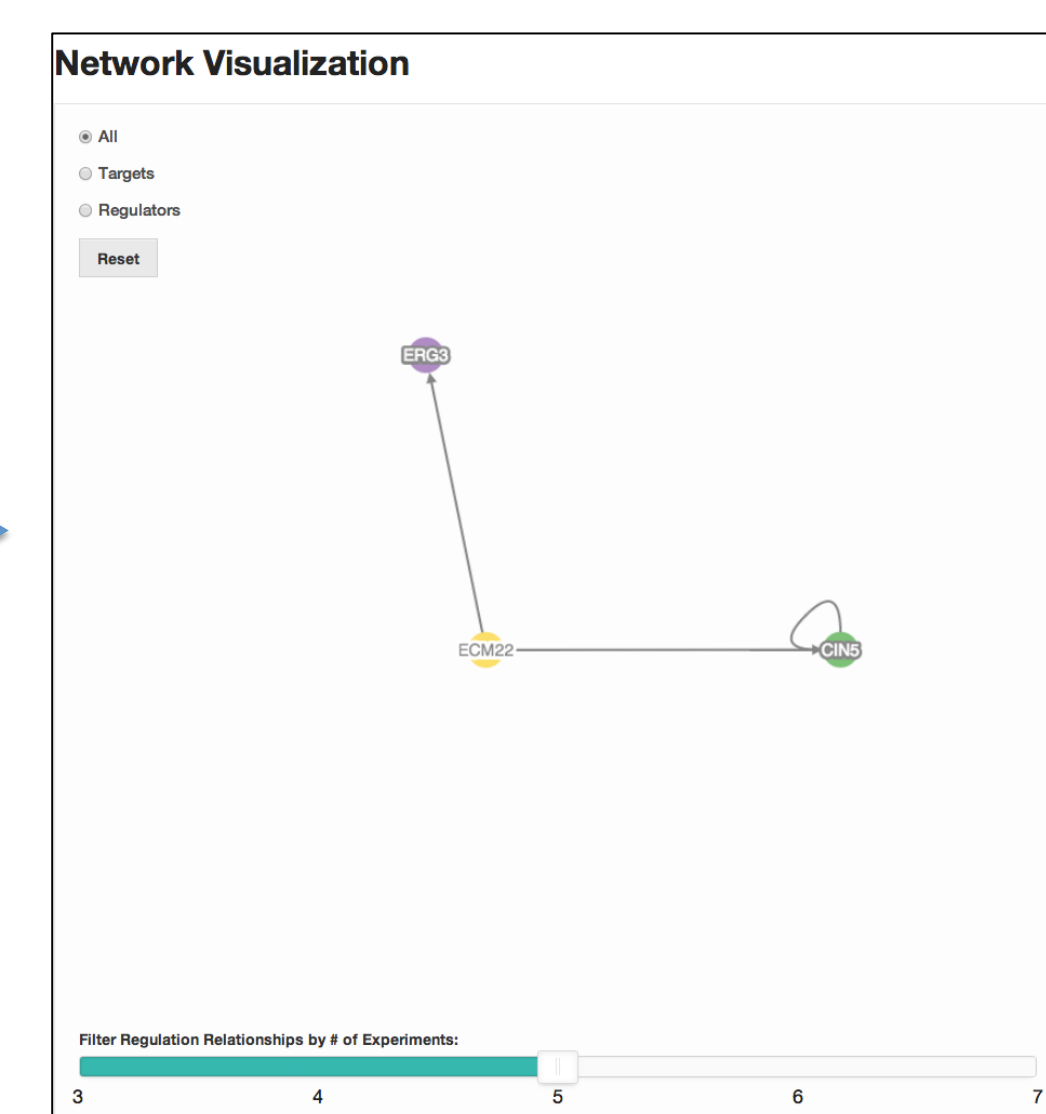 Network Visualization
All
Targets
Regulators
Reset
ERG3
ECM22
CIN5
Filter Regulation Relationships by # of Experiments:
3 4 5 6 7